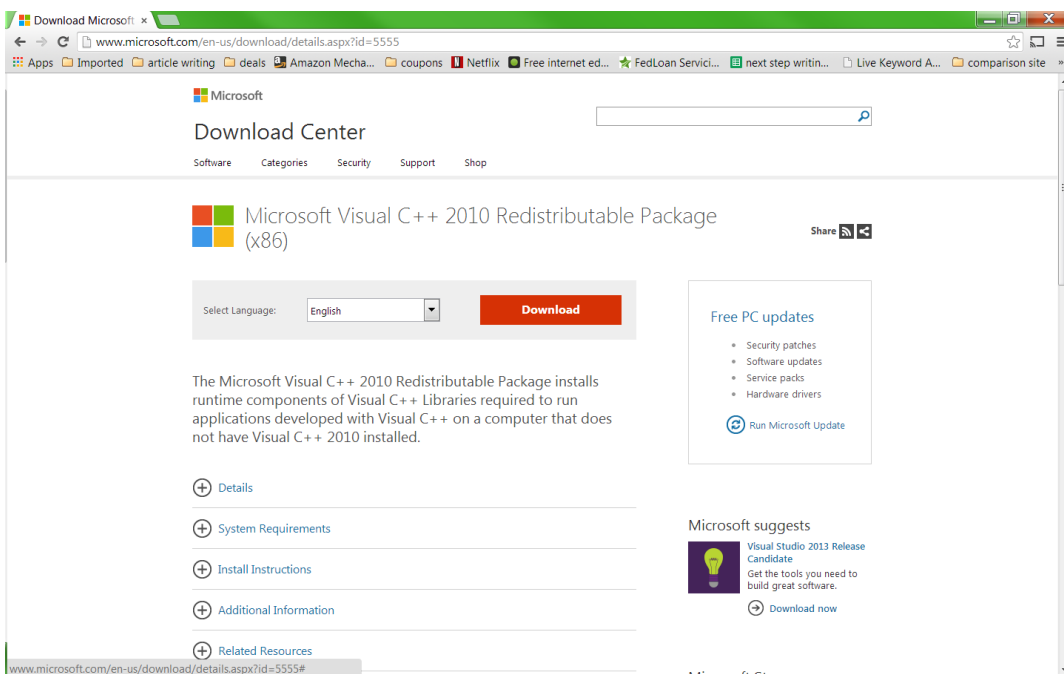 Download Microsoft ×
www.microsoft.com/en-us/download/details.aspx?id=5555
Apps Imported article writing deals Amazon Mecha... coupons Netflix Free internet ed... FedLoan Servici... next step writin... Live Keyword A... comparison site »
Microsoft
Download Center
Software Categories Security Support Shop
Microsoft Visual C++ 2010 Redistributable Package
(x86)
Share
Select Language: English Download
The Microsoft Visual C++ 2010 Redistributable Package installs
runtime components of Visual C++ Libraries required to run
applications developed with Visual C++ on a computer that does
not have Visual C++ 2010 installed.
Details
System Requirements
Install Instructions
Additional Information
Related Resources
Free PC updates
Security patches
Software updates
Service packs
Hardware drivers
Run Microsoft Update
Microsoft suggests
Visual Studio 2013 Release
Candidate
Get the tools you need to
build great software.
Download now
www.microsoft.com/en-us/download/details.aspx?id=5555#